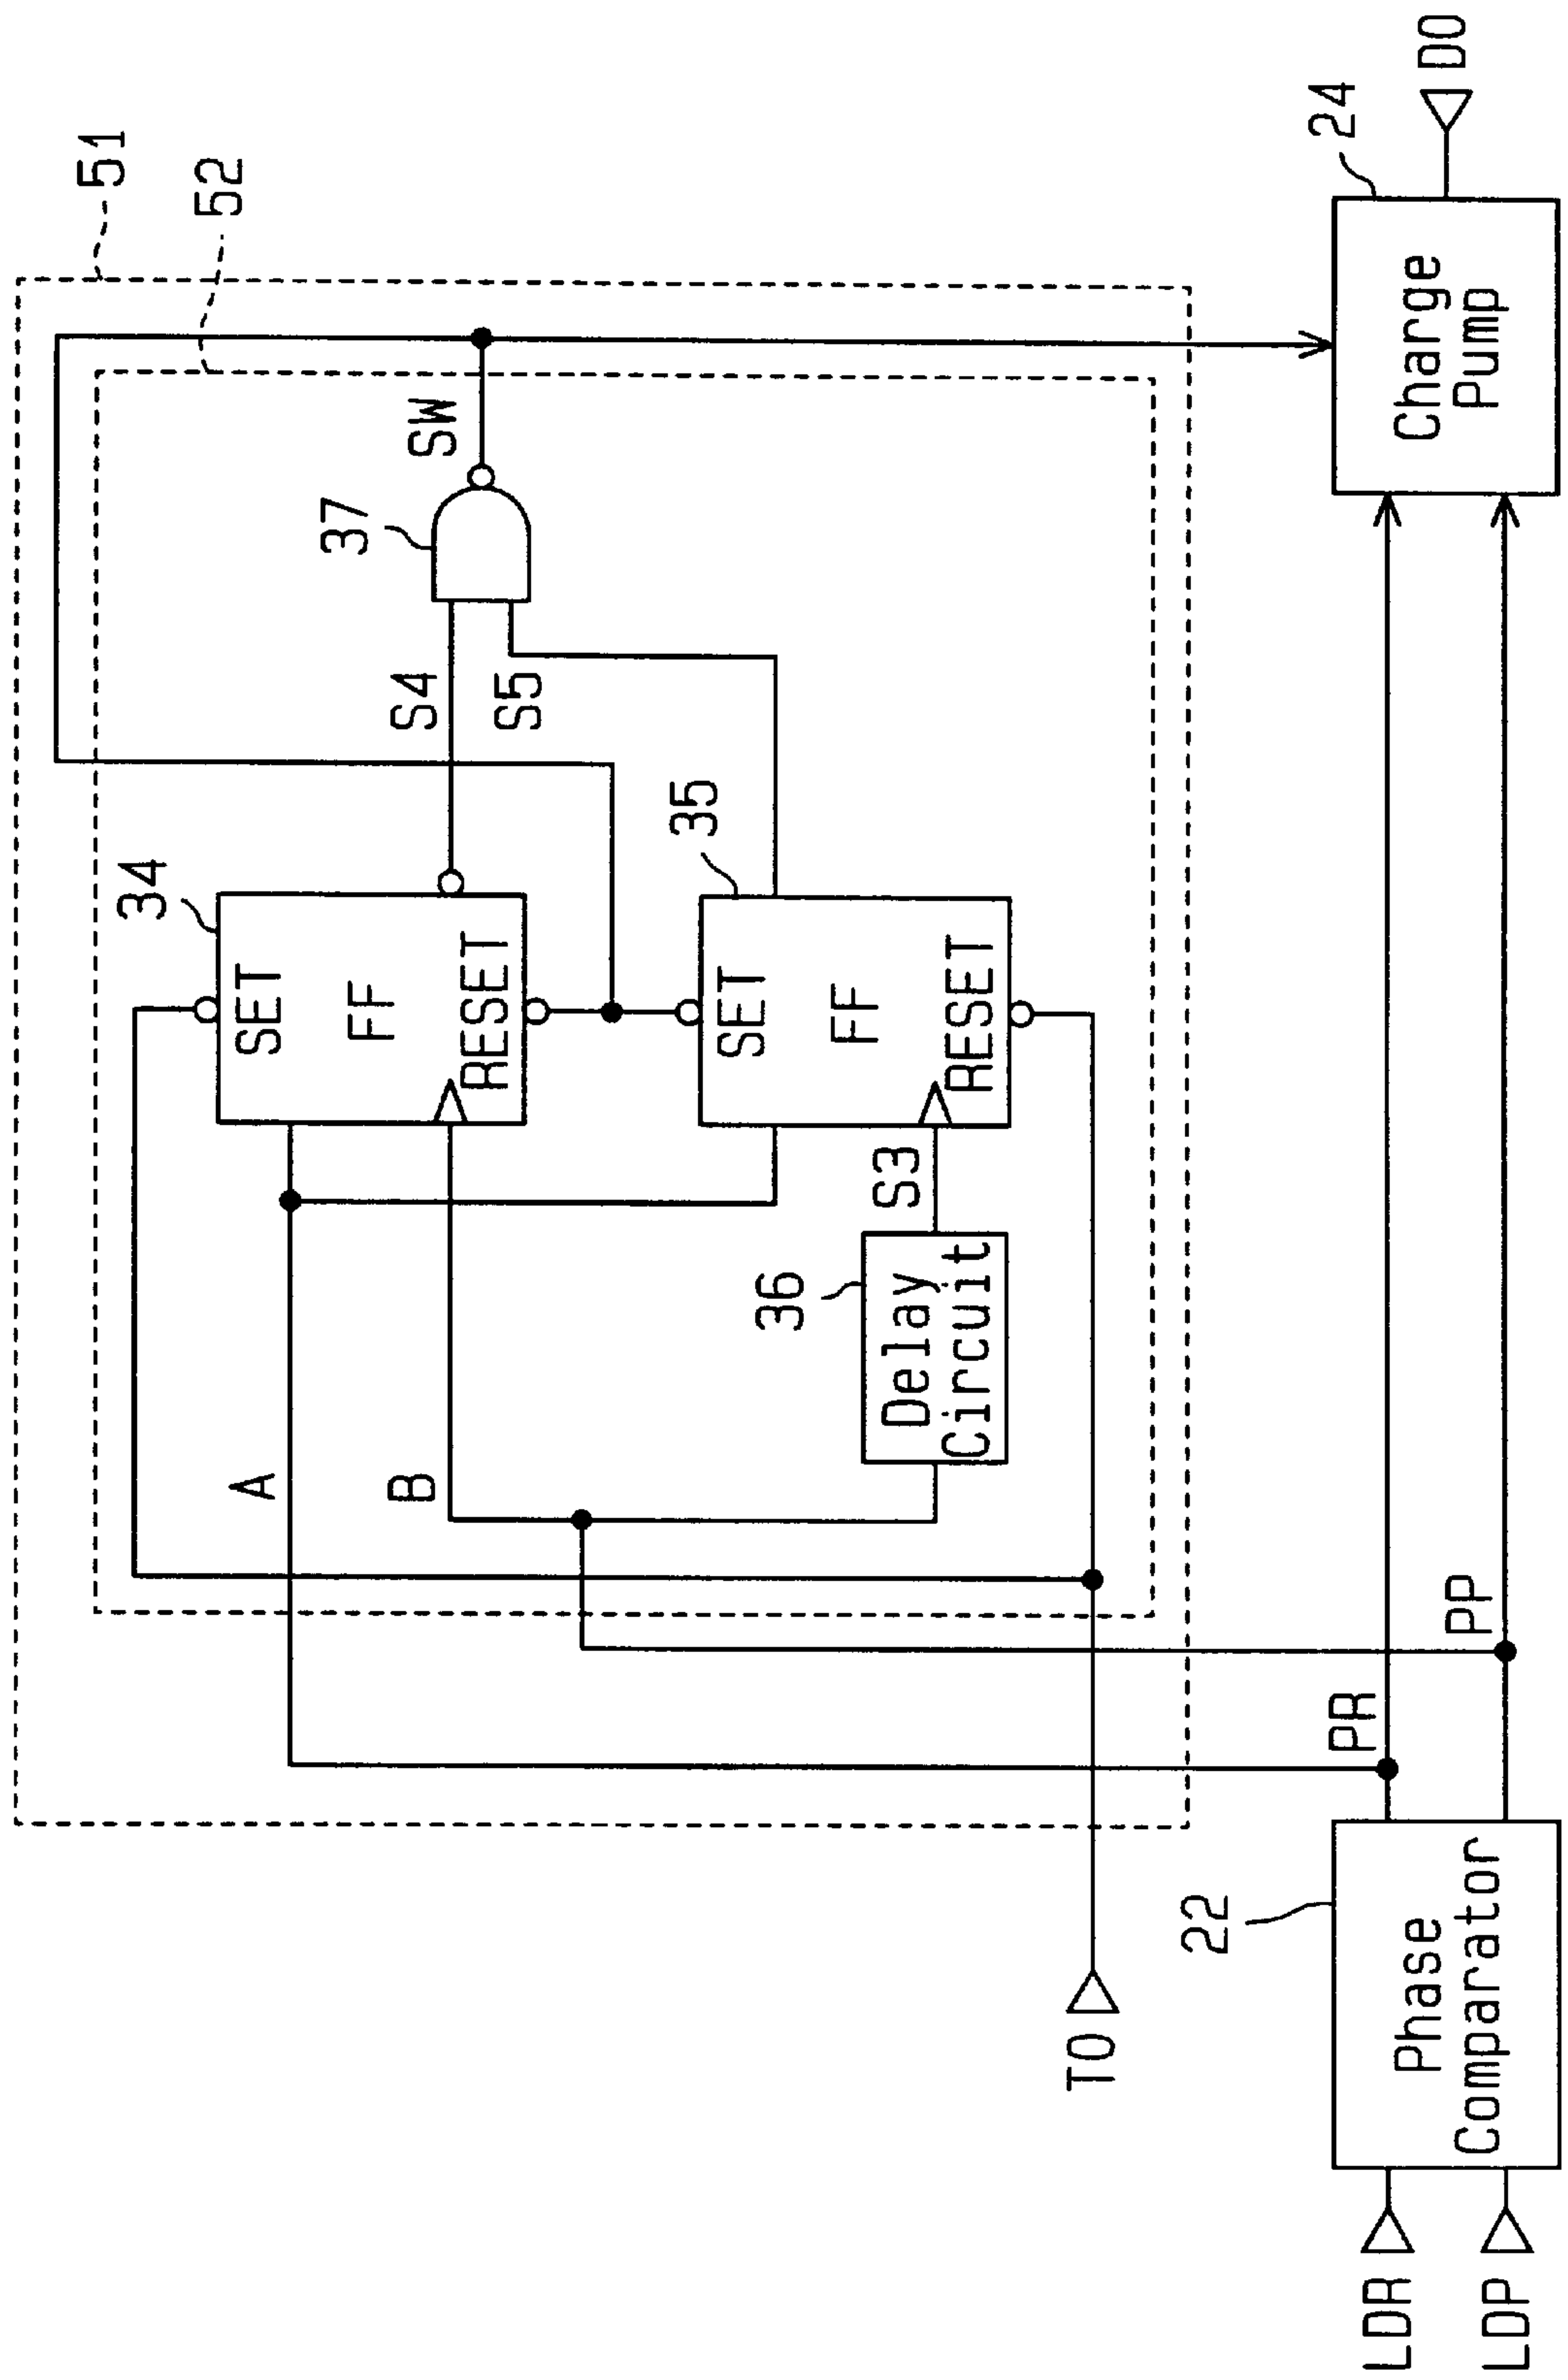 51
52
34
SET
FF
RESET
A
B
S4
S5
37
SW
35
SET
FF
RESET
36
Delay
Circuit
S3
TO
22
LDR
LDP
Phase
Comparator
PR
PP
24
Charge
Pump
DO